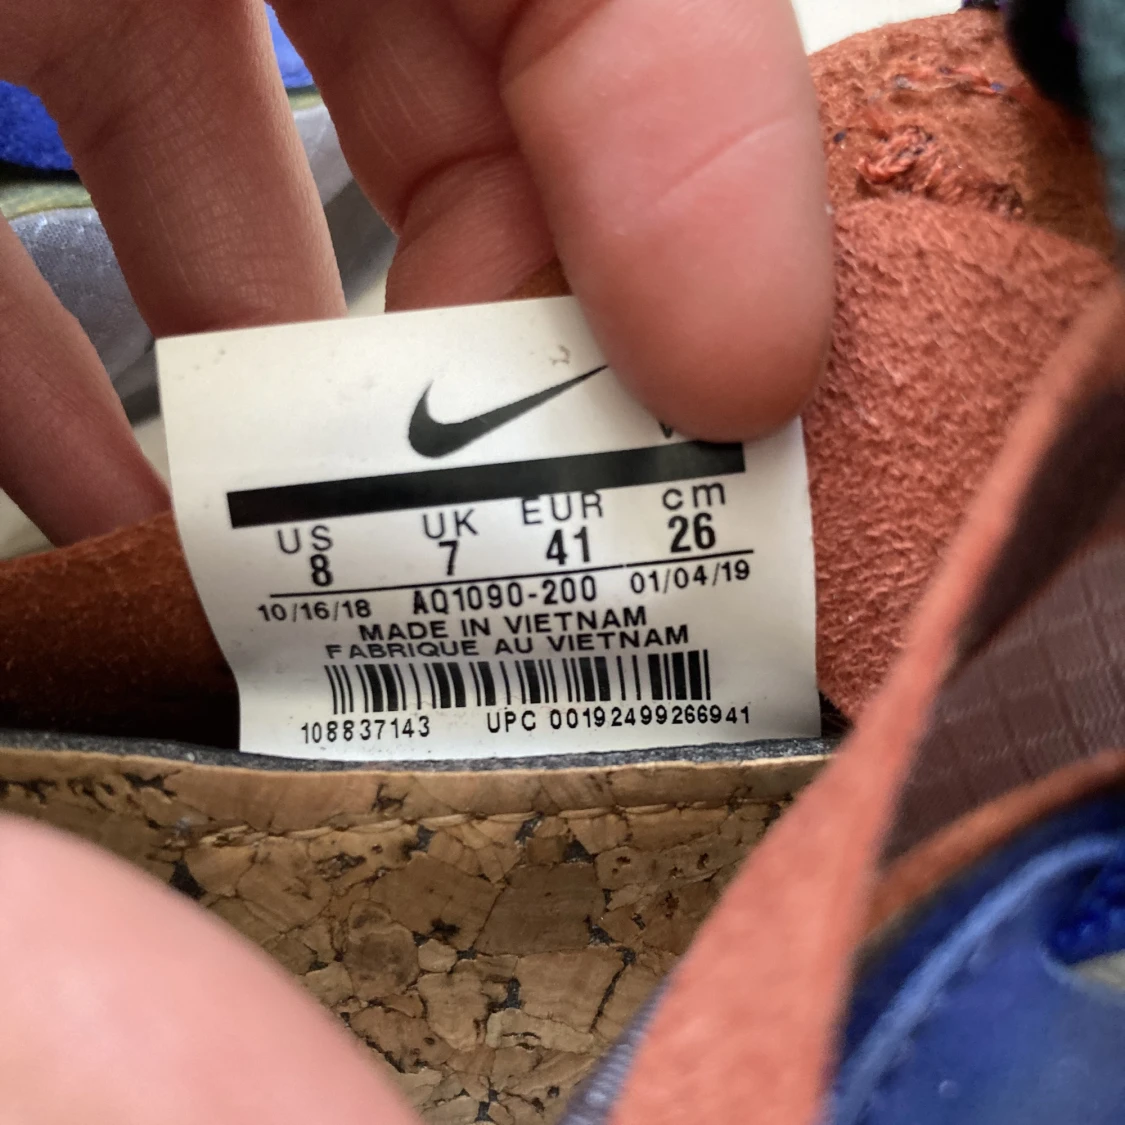 US UK EUR cm
8 7 41 26
10/16/18 AQ1090-200 01/04/19
MADE IN VIETNAM
FABRIQUE AU VIETNAM
108837143 UPC 00192499266941